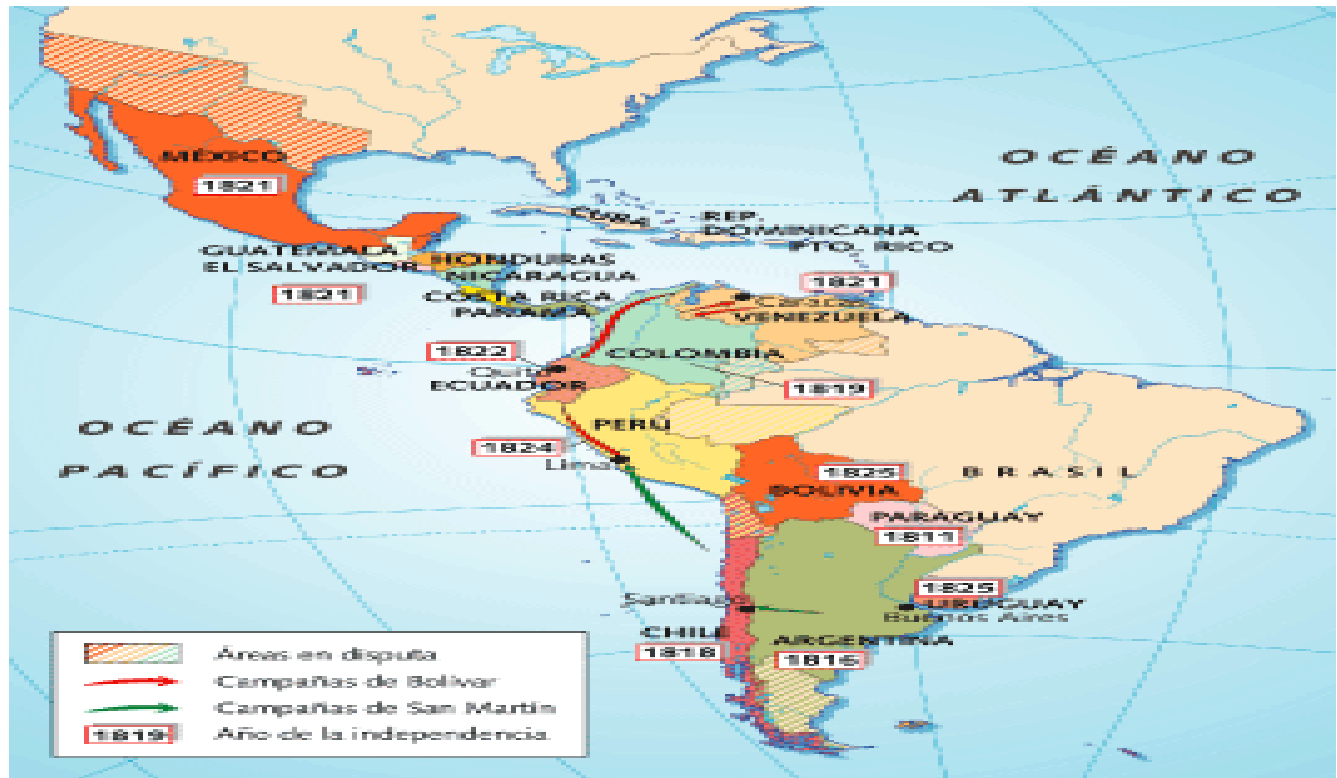 OCÉANO
ATLÁNTICO
MÉXICO
1821
CUBA
REP.
DOMINICANA
PTO. RICO
GUATEMALA
EL SALVADOR
HONDURAS
NICARAGUA
1821
COSTA RICA
PANAMÁ
1821
Caracas
VENEZUELA
1822
Quito
ECUADOR
COLOMBIA
1819
OCÉANO
PACÍFICO
PERÚ
1824
Lima
BRASIL
1825
BOLIVIA
PARAGUAY
1811
1825
URUGUAY
Buenos Aires
Santiago
CHILE
1818
ARGENTINA
1816
Áreas en disputa
Campañas de Bolívar
Campañas de San Martín
1819 Año de la independencia